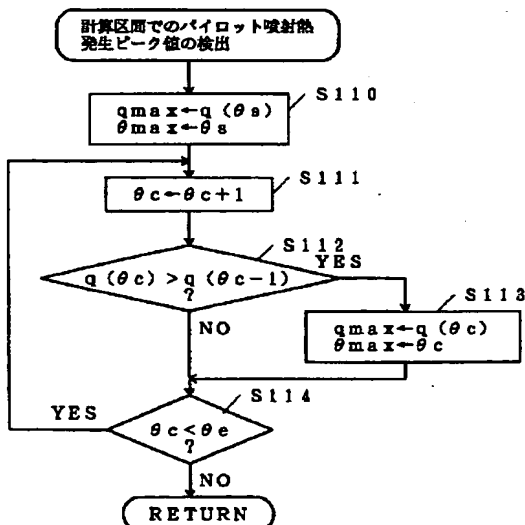 計算区間でのパイロット噴射熱
発生ピーク値の検出
S110
qmax←q(θs)
θmax←θs
S111
θc←θc+1
S112
q(θc)>q(θc-1)
?
YES
NO
S113
qmax←q(θc)
θmax←θc
S114
θc<θe
?
YES
NO
RETURN